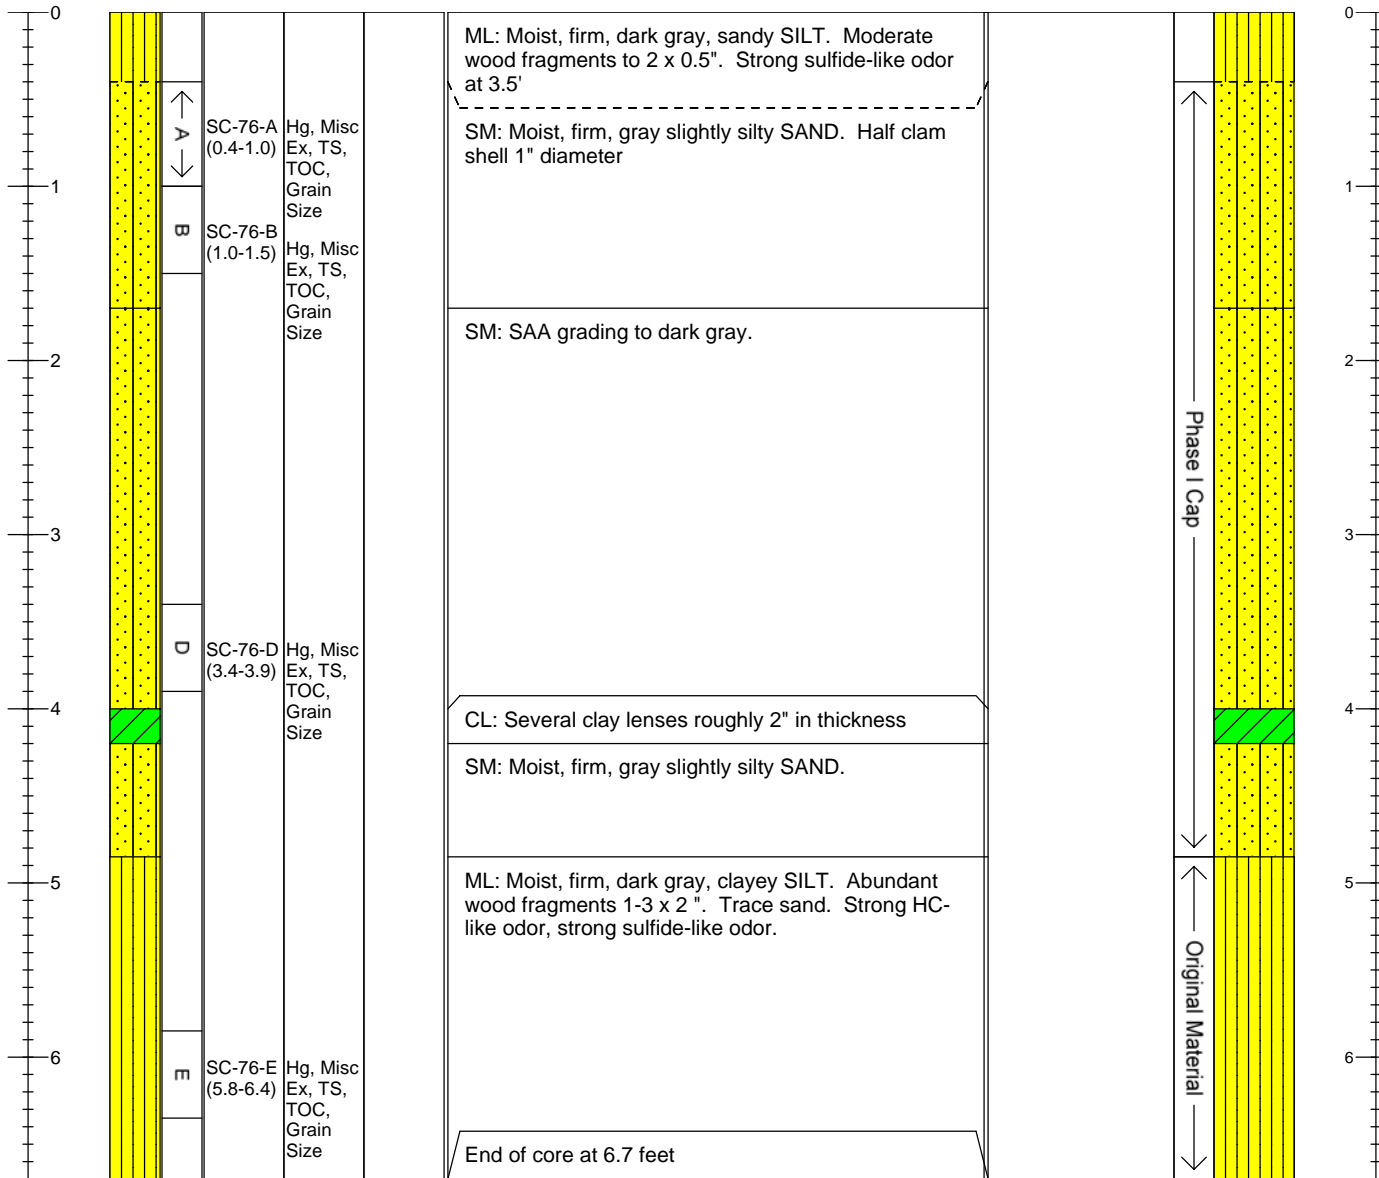 0
0
ML: Moist, firm, dark gray, sandy SILT. Moderate
wood fragments to 2 x 0.5". Strong sulfide-like odor
at 3.5'
A
SC-76-A
(0.4-1.0)
Hg, Misc
Ex, TS,
TOC,
Grain
Size
SM: Moist, firm, gray slightly silty SAND. Half clam
shell 1" diameter
1
1
B
SC-76-B
(1.0-1.5)
Hg, Misc
Ex, TS,
TOC,
Grain
Size
SM: SAA grading to dark gray.
2
2
Phase I Cap
3
3
D
SC-76-D
(3.4-3.9)
Hg, Misc
Ex, TS,
TOC,
Grain
Size
4
4
CL: Several clay lenses roughly 2" in thickness
SM: Moist, firm, gray slightly silty SAND.
5
5
ML: Moist, firm, dark gray, clayey SILT. Abundant
wood fragments 1-3 x 2 ". Trace sand. Strong HC-
like odor, strong sulfide-like odor.
Original Material
6
6
E
SC-76-E
(5.8-6.4)
Hg, Misc
Ex, TS,
TOC,
Grain
Size
End of core at 6.7 feet